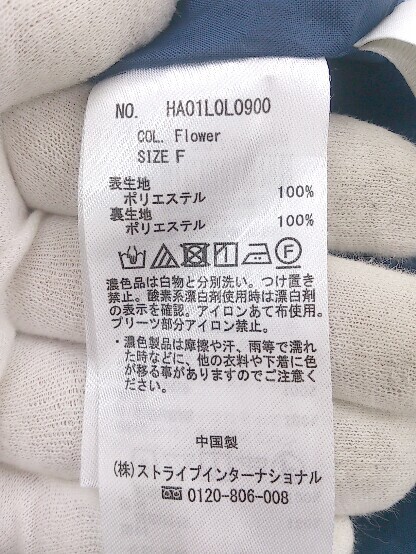 NO. HA01L0L0900
COL. Flower
SIZE F
表生地
ポリエステル 100%
裏生地
ポリエステル 100%
濃色品は白物と分別洗い。つけ置き
禁止。酸素系漂白剤使用時は漂白剤
の表示を確認。アイロンあて布使用。
プリーツ部分アイロン禁止。
・濃色製品は摩擦や汗、雨等で濡れ
た時などに、他の衣料や下着に色
が移る事がありますのでご注意く
ださい。
中国製
(株)ストライプインターナショナル
0120-806-008